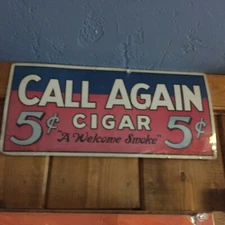 CALL AGAIN
5¢ CIGAR 5¢
"A Welcome Smoke"